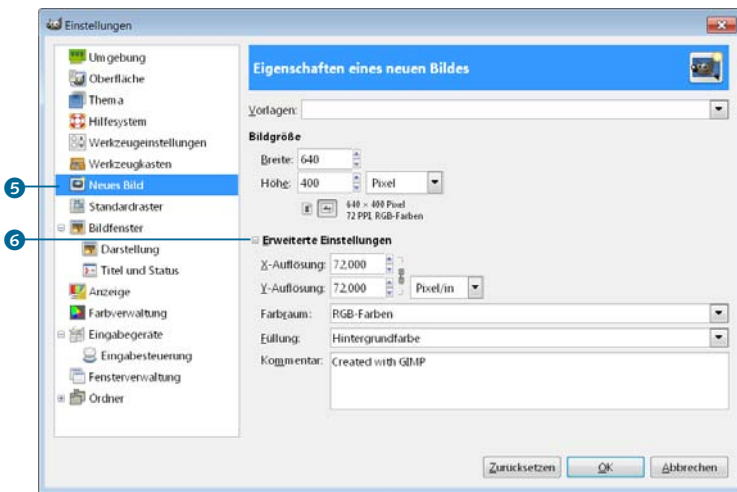 Einstellungen
Umgebung
Oberfläche
Thema
Hilfesystem
Werkzeugeinstellungen
Werkzeugkasten
5
Neues Bild
Standardraster
6
Bildfenster
Darstellung
Titel und Status
Anzeige
Farbverwaltung
Eingabegeräte
Eingabesteuerung
Fensterverwaltung
Ordner
Eigenschaften eines neuen Bildes
Vorlagen:
Bildgröße
Breite: 640
Höhe: 400 Pixel
640 × 400 Pixel
72 PPI, RGB-Farben
Erweiterte Einstellungen
X-Auflösung: 72,000
Y-Auflösung: 72,000 Pixel/in
Farbraum: RGB-Farben
Füllung: Hintergrundfarbe
Kommentar: Created with GIMP
Zurücksetzen OK Abbrechen